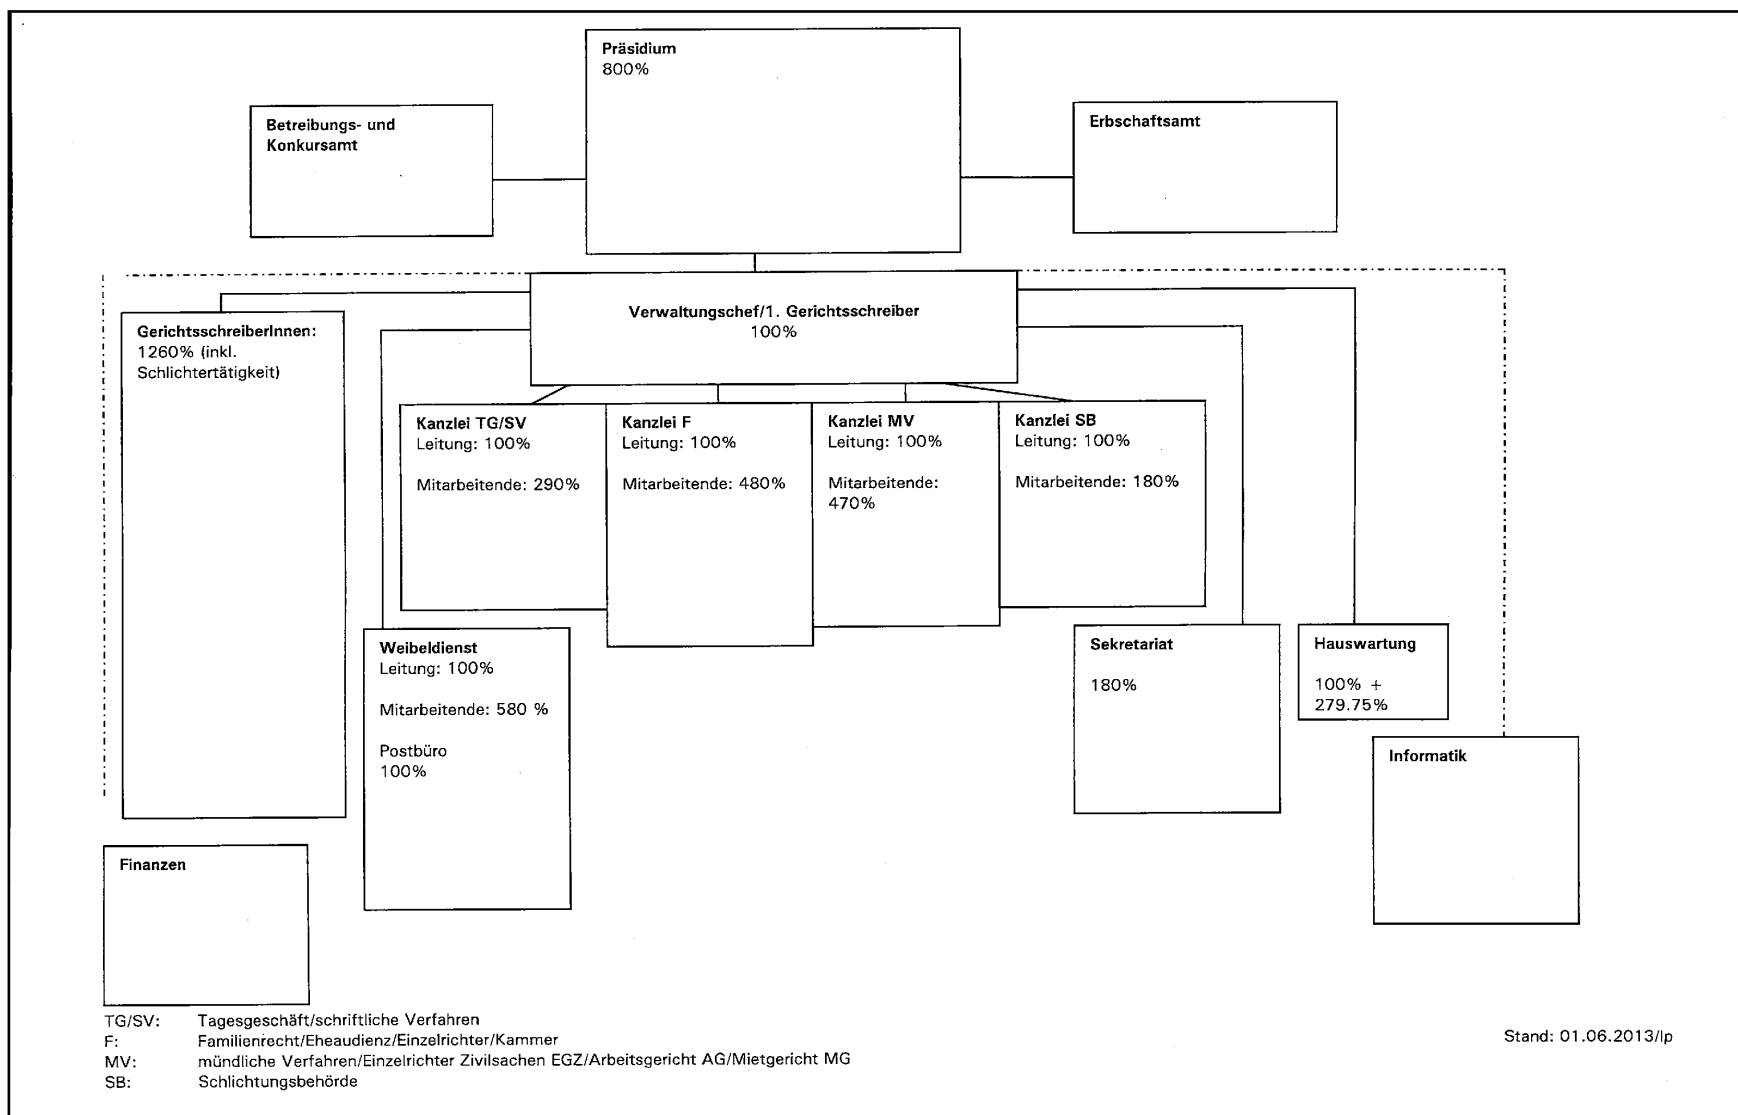 Präsidium
800%
Betreibungs- und
Konkursamt
Erbschaftsamt
Verwaltungschef/1. Gerichtsschreiber
100%
GerichtsschreiberInnen:
1260% (inkl.
Schlichtertätigkeit)
Kanzlei TG/SV
Leitung: 100%
Mitarbeitende: 290%
Kanzlei F
Leitung: 100%
Mitarbeitende: 480%
Kanzlei MV
Leitung: 100%
Mitarbeitende:
470%
Kanzlei SB
Leitung: 100%
Mitarbeitende: 180%
Weibeldienst
Leitung: 100%
Mitarbeitende: 580 %
Postbüro
100%
Sekretariat
180%
Hauswartung
100% +
279.75%
Informatik
Finanzen
TG/SV: Tagesgeschäft/schriftliche Verfahren
F: Familienrecht/Eheaudienz/Einzelrichter/Kammer
MV: mündliche Verfahren/Einzelrichter Zivilsachen EGZ/Arbeitsgericht AG/Mietgericht MG
SB: Schlichtungsbehörde
Stand: 01.06.2013/lp